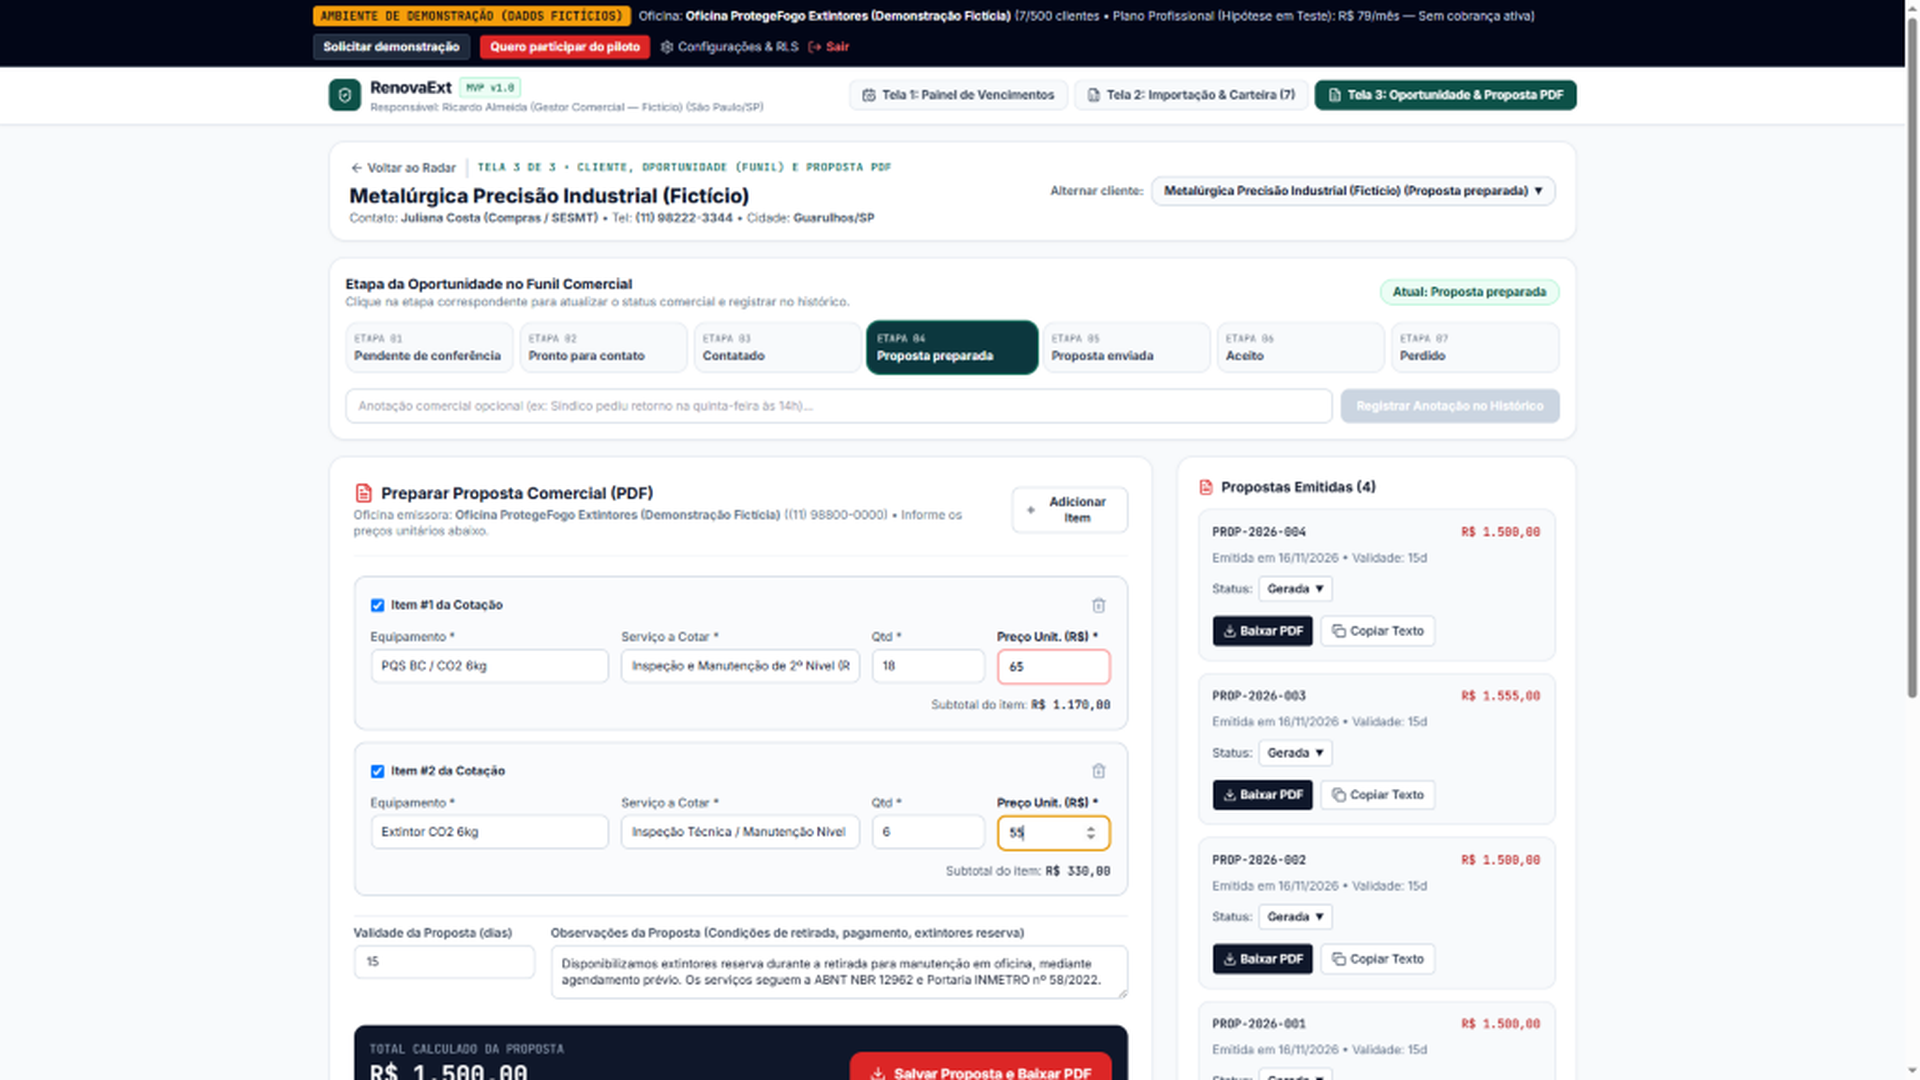 AMBIENTE DE DEMONSTRAÇÃO (DADOS FICTÍCIOS) Oficina: Oficina ProtegeFogo Extintores (Demonstração Fictícia) (7/500 clientes • Plano Profissional (Hipótese em Teste): R$ 79/mês — Sem cobrança ativa)
Solicitar demonstração Quero participar do piloto Configurações & RLS Sair
RenovaExt MVP v1.0
Responsável: Ricardo Almeida (Gestor Comercial — Fictício) (São Paulo/SP)
Tela 1: Painel de Vencimentos Tela 2: Importação & Carteira (7) Tela 3: Oportunidade & Proposta PDF
← Voltar ao Radar TELA 3 DE 3 • CLIENTE, OPORTUNIDADE (FUNIL) E PROPOSTA PDF
Metalúrgica Precisão Industrial (Fictício)
Contato: Juliana Costa (Compras / SESMT) • Tel: (11) 98222-3344 • Cidade: Guarulhos/SP
Alternar cliente: Metalúrgica Precisão Industrial (Fictício) (Proposta preparada) ▼
Etapa da Oportunidade no Funil Comercial
Clique na etapa correspondente para atualizar o status comercial e registrar no histórico.
Atual: Proposta preparada
ETAPA 01 ETAPA 02 ETAPA 03 ETAPA 04 ETAPA 05 ETAPA 06 ETAPA 07
Pendente de conferência Pronto para contato Contatado Proposta preparada Proposta enviada Aceito Perdido
Anotação comercial opcional (ex: Síndico pediu retorno na quinta-feira às 14h)...
Registrar Anotação no Histórico
Preparar Proposta Comercial (PDF)
Oficina emissora: Oficina ProtegeFogo Extintores (Demonstração Fictícia) ((11) 98800-0000) • Informe os
preços unitários abaixo.
+ Adicionar
Item
Item #1 da Cotação
Equipamento * Serviço a Cotar * Qtd * Preço Unit. (R$) *
PQS BC / CO2 6kg Inspeção e Manutenção de 2º Nível (R 18 65
Subtotal do item: R$ 1.170,00
Item #2 da Cotação
Equipamento * Serviço a Cotar * Qtd * Preço Unit. (R$) *
Extintor CO2 6kg Inspeção Técnica / Manutenção Nível 6 55
Subtotal do item: R$ 330,00
Validade da Proposta (dias) Observações da Proposta (Condições de retirada, pagamento, extintores reserva)
15
Disponibilizamos extintores reserva durante a retirada para manutenção em oficina, mediante
agendamento prévio. Os serviços seguem a ABNT NBR 12962 e Portaria INMETRO nº 58/2022.
TOTAL CALCULADO DA PROPOSTA
R$ 1.500,00
Salvar Proposta e Baixar PDF
Propostas Emitidas (4)
PROP-2026-004 R$ 1.500,00
Emitida em 16/11/2026 • Validade: 15d
Status: Gerada ▼
Baixar PDF Copiar Texto
PROP-2026-003 R$ 1.555,00
Emitida em 16/11/2026 • Validade: 15d
Status: Gerada ▼
Baixar PDF Copiar Texto
PROP-2026-002 R$ 1.500,00
Emitida em 16/11/2026 • Validade: 15d
Status: Gerada ▼
Baixar PDF Copiar Texto
PROP-2026-001 R$ 1.500,00
Emitida em 16/11/2026 • Validade: 15d